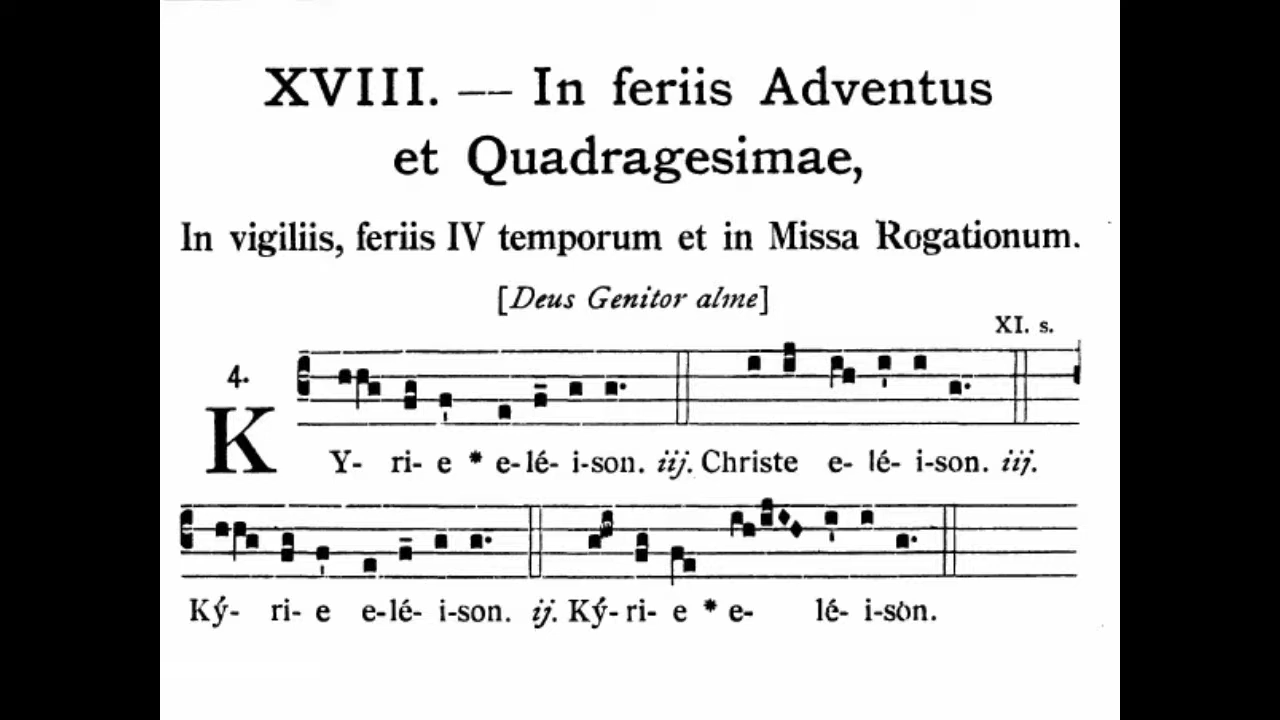 XVIII. — In feriis Adventus
et Quadragesimae,
In vigiliis, feriis IV temporum et in Missa Rogationum.
[Deus Genitor alme]
XI. s.
4.
KY- ri- e * e-lé- i-son. iij. Christe e- lé- i-son. iij.
Ký- ri- e e-lé- i-son. ij. Ký- ri- e * e- lé- i-son.